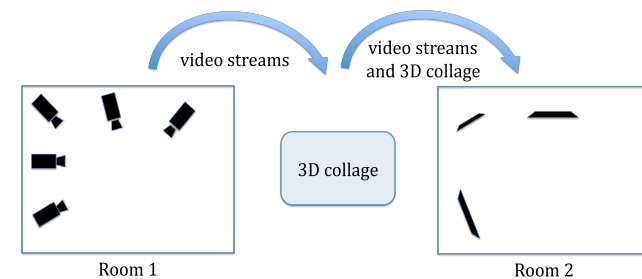 video streams
video streams
and 3D collage
3D collage
Room 1
Room 2